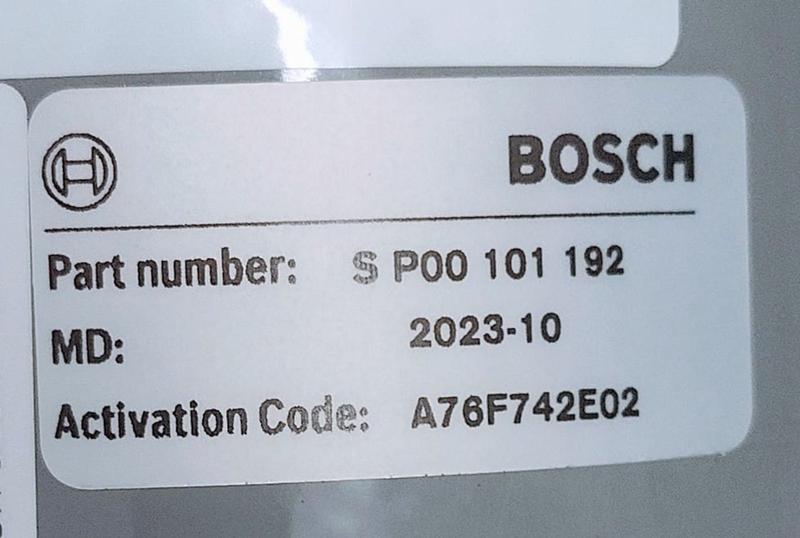 BOSCH
Part number: S P00 101 192
MD: 2023-10
Activation Code: A76F742E02